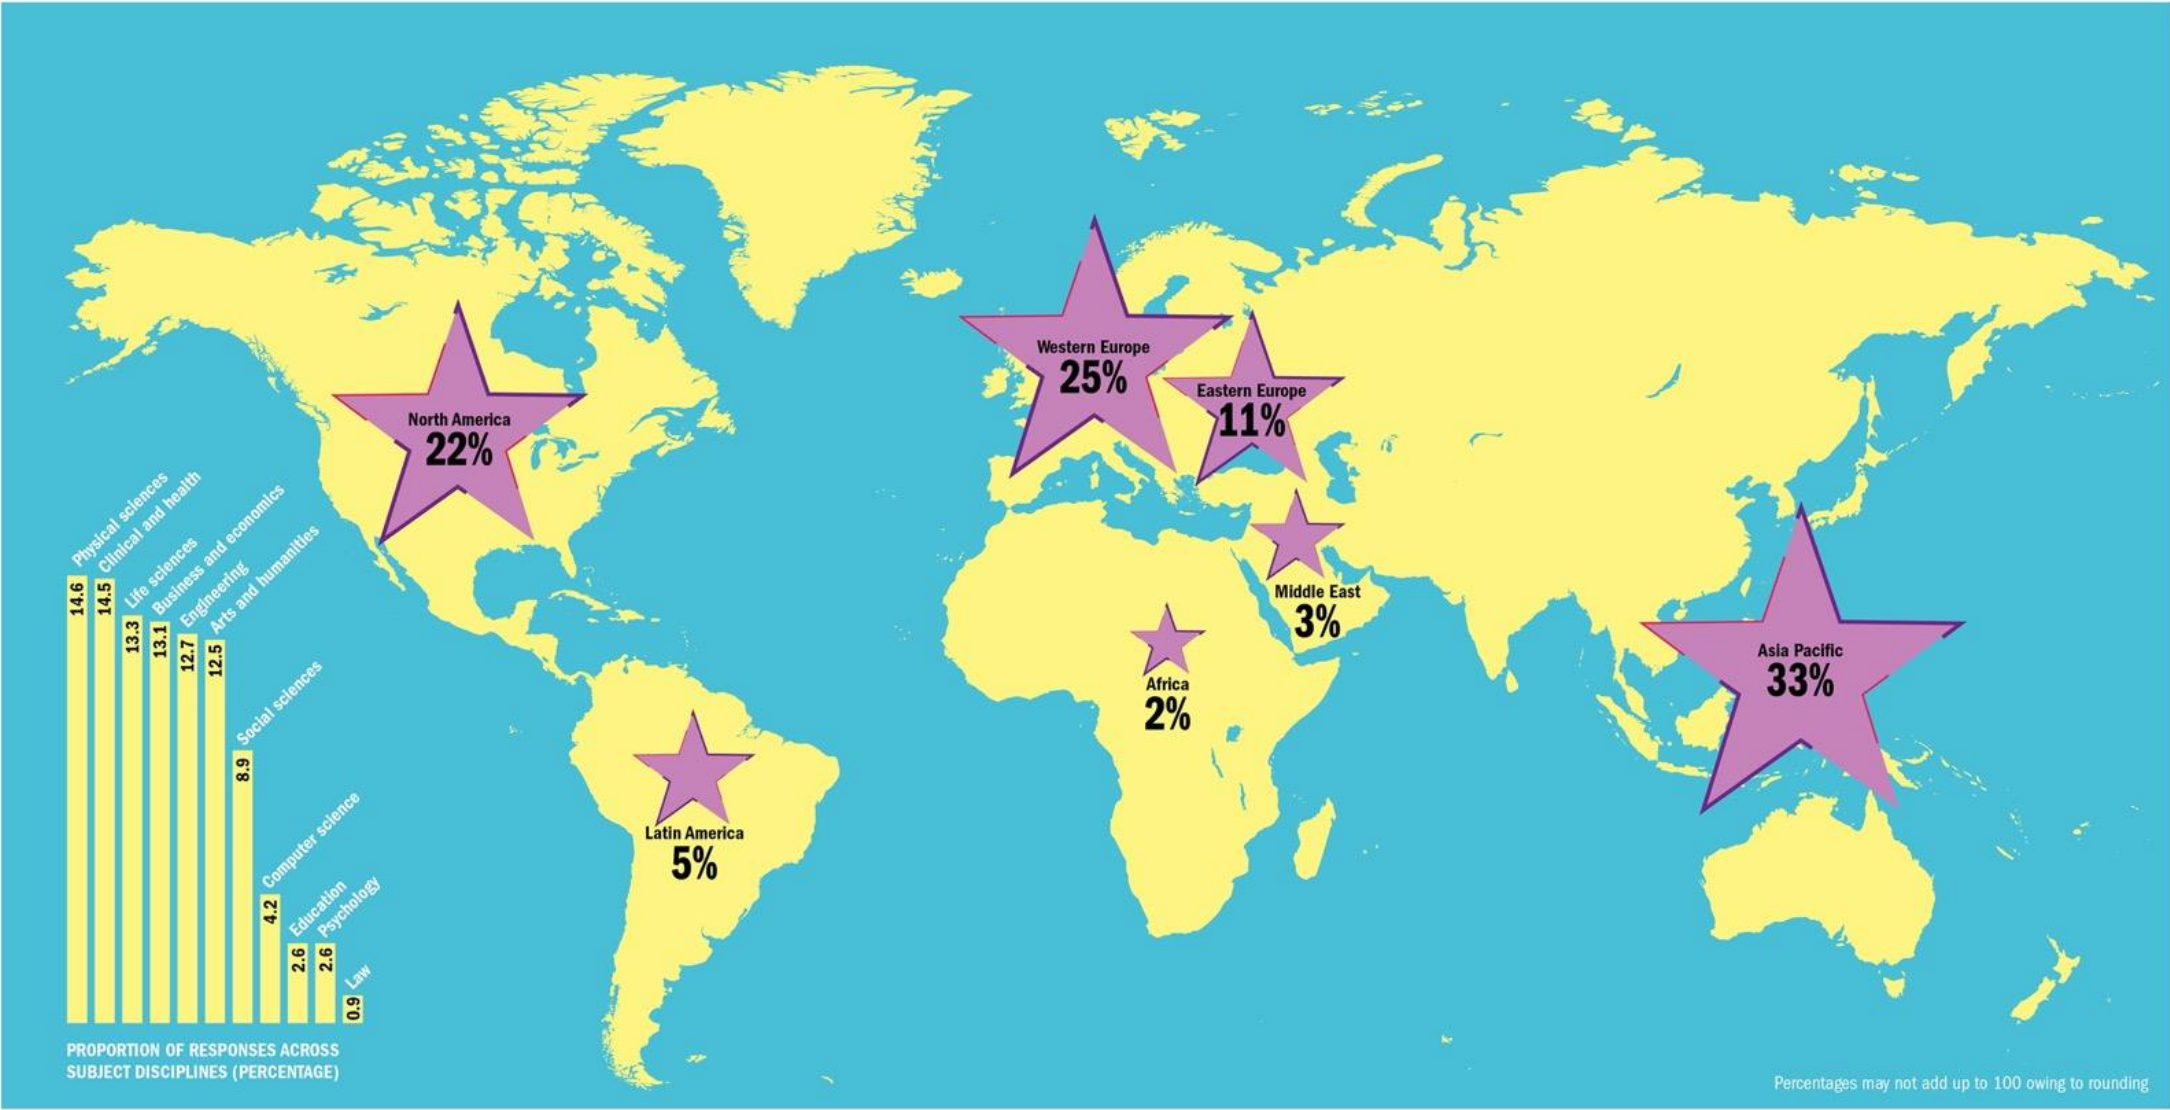 Western Europe
25%
Eastern Europe
11%
North America
22%
Middle East
3%
Asia Pacific
33%
Africa
2%
Latin America
5%
Physical sciences
14.6
Clinical and health
14.5
Life sciences
13.3
Business and economics
13.1
Engineering
12.7
Arts and humanities
12.5
Social sciences
8.9
Computer science
4.2
Education
2.6
Psychology
2.6
Law
0.9
PROPORTION OF RESPONSES ACROSS
SUBJECT DISCIPLINES (PERCENTAGE)
Percentages may not add up to 100 owing to rounding